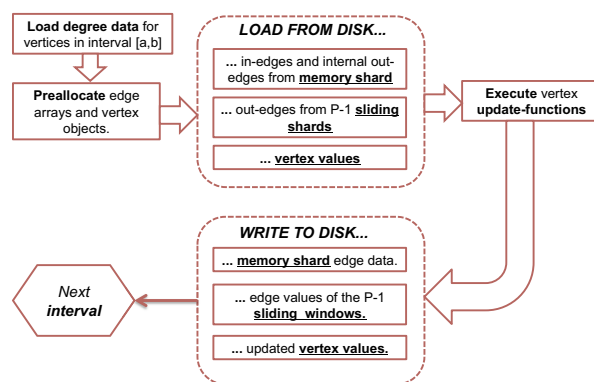 Load degree data for
vertices in interval [a,b]
Preallocate edge
arrays and vertex
objects.
LOAD FROM DISK...
... in-edges and internal out-
edges from memory shard
... out-edges from P-1 sliding
shards
... vertex values
Execute vertex
update-functions
WRITE TO DISK...
... memory shard edge data.
... edge values of the P-1
sliding windows.
... updated vertex values.
Next
interval